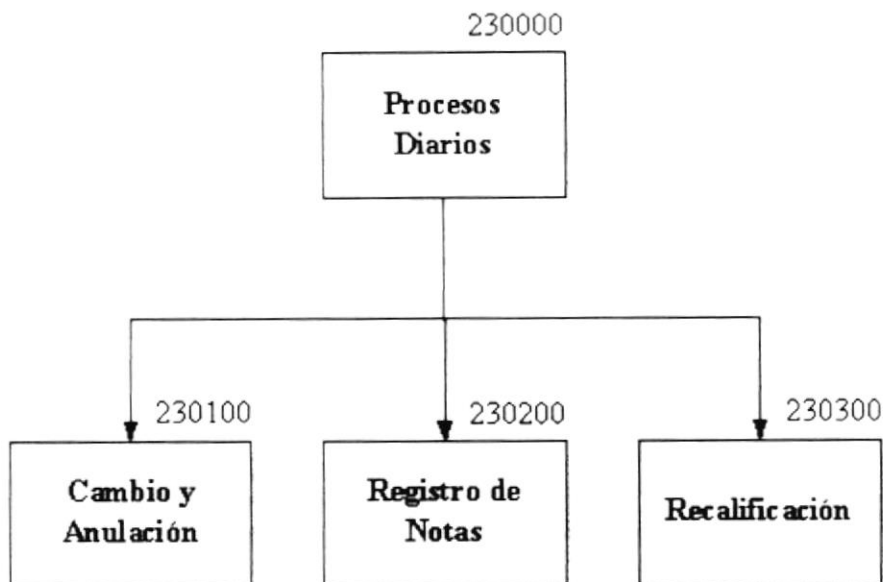 230000
Procesos
Diarios
230100
230200
230300
Cambio y
Anulación
Registro de
Notas
Recalificación